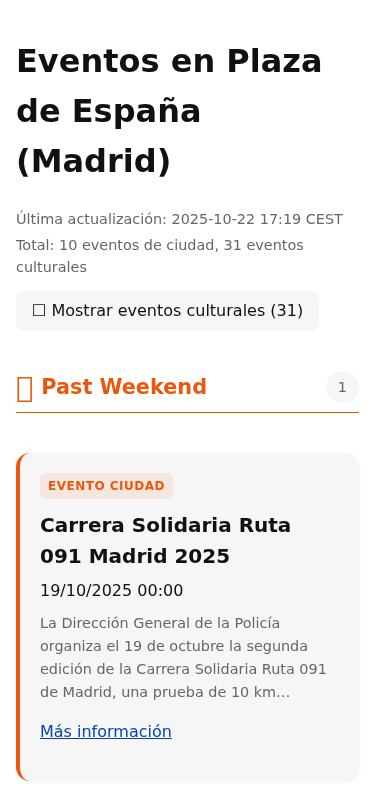 Eventos en Plaza
de España
(Madrid)
Última actualización: 2025-10-22 17:19 CEST
Total: 10 eventos de ciudad, 31 eventos
culturales
☐ Mostrar eventos culturales (31)
Past Weekend
1
EVENTO CIUDAD
Carrera Solidaria Ruta
091 Madrid 2025
19/10/2025 00:00
La Dirección General de la Policía
organiza el 19 de octubre la segunda
edición de la Carrera Solidaria Ruta 091
de Madrid, una prueba de 10 km…
Más información